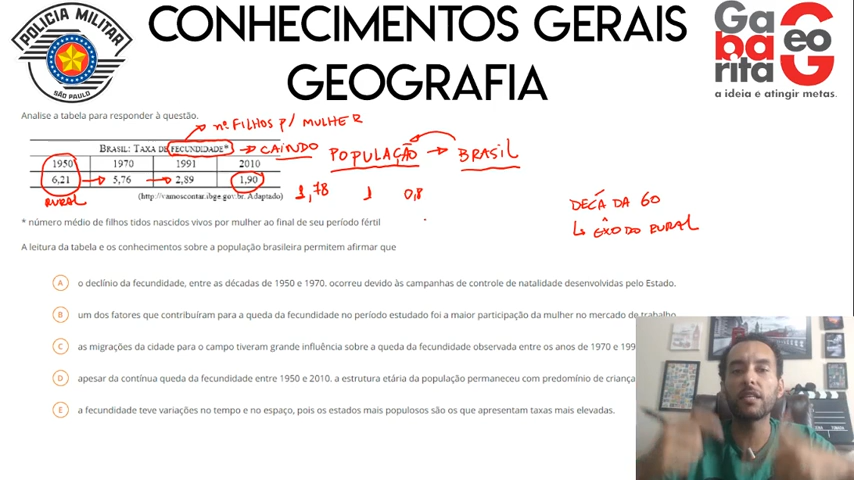 POLICIA MILITAR
SÃO PAULO
CONHECIMENTOS GERAIS
GEOGRAFIA
Gabarita Geo
a ideia é atingir metas.
Analise a tabela para responder à questão.
nº FILHOS P/ MULHER
BRASIL: TAXA DE FECUNDIDADE*
CAINDO
POPULAÇÃO → BRASIL
1950 1970 1991 2010
6,21 5,76 2,89 1,90
1,78 1 0,8
RURAL
(http://vamoscontar.ibge.gov.br. Adaptado)
DECÁDA 60
↳ ÊXODO RURAL
* número médio de filhos tidos nascidos vivos por mulher ao final de seu período fértil
A leitura da tabela e os conhecimentos sobre a população brasileira permitem afirmar que
A o declínio da fecundidade, entre as décadas de 1950 e 1970. ocorreu devido às campanhas de controle de natalidade desenvolvidas pelo Estado.
B um dos fatores que contribuíram para a queda da fecundidade no período estudado foi a maior participação da mulher no mercado de trabalho.
C as migrações da cidade para o campo tiveram grande influência sobre a queda da fecundidade observada entre os anos de 1970 e 199
D apesar da contínua queda da fecundidade entre 1950 e 2010. a estrutura etária da população permaneceu com predomínio de criança
E a fecundidade teve variações no tempo e no espaço, pois os estados mais populosos são os que apresentam taxas mais elevadas.